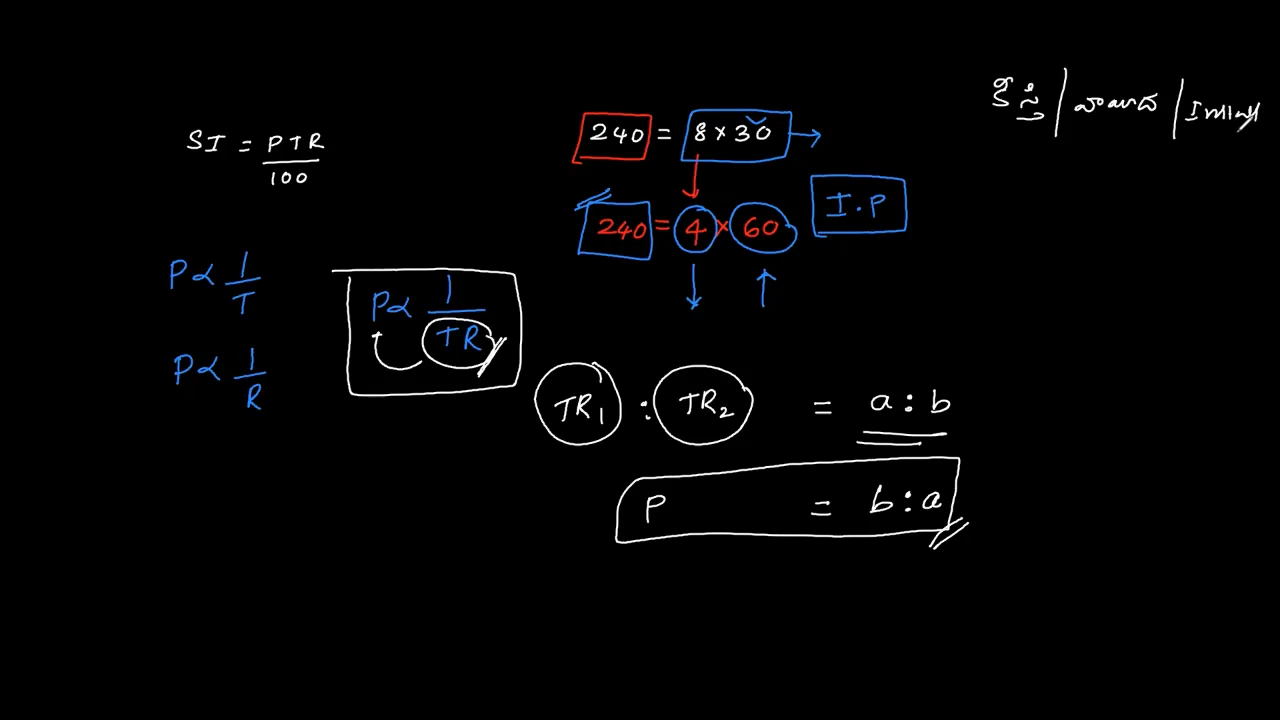 SI = PTR / 100
240 = 8 × 30 →
240 = 4 × 60
I.P
P ∝ 1/T
P ∝ 1/TR
P ∝ 1/R
TR₁ : TR₂ = a : b
P = b : a